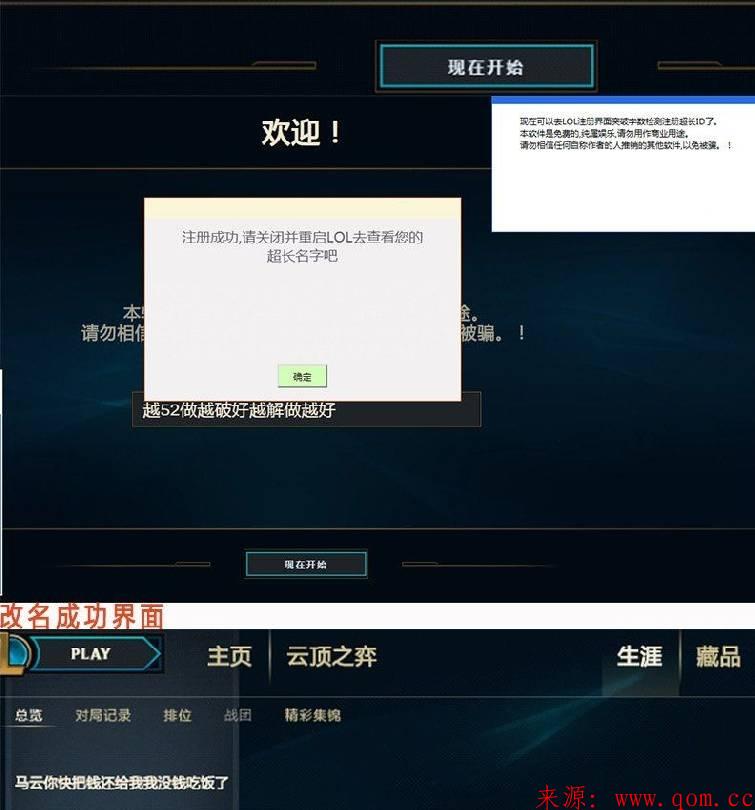 现在开始
欢迎！
现在可以去LOL注册界面突破字数检测注册超长ID了。
本软件是免费的,纯属娱乐,请勿用作商业用途。
请勿相信任何自称作者的人推销的其他软件,以免被骗。！
注册成功,请关闭并重启LOL去查看您的
超长名字吧
本 途。
请勿相信 被骗。！
确定
越52做越破好越解做越好
现在开始
改名成功界面
PLAY 主页 云顶之弈 生涯 藏品
总览 对局记录 排位 战团 精彩集锦
马云你快把钱还给我我没钱吃饭了
来源: www.qom.cc